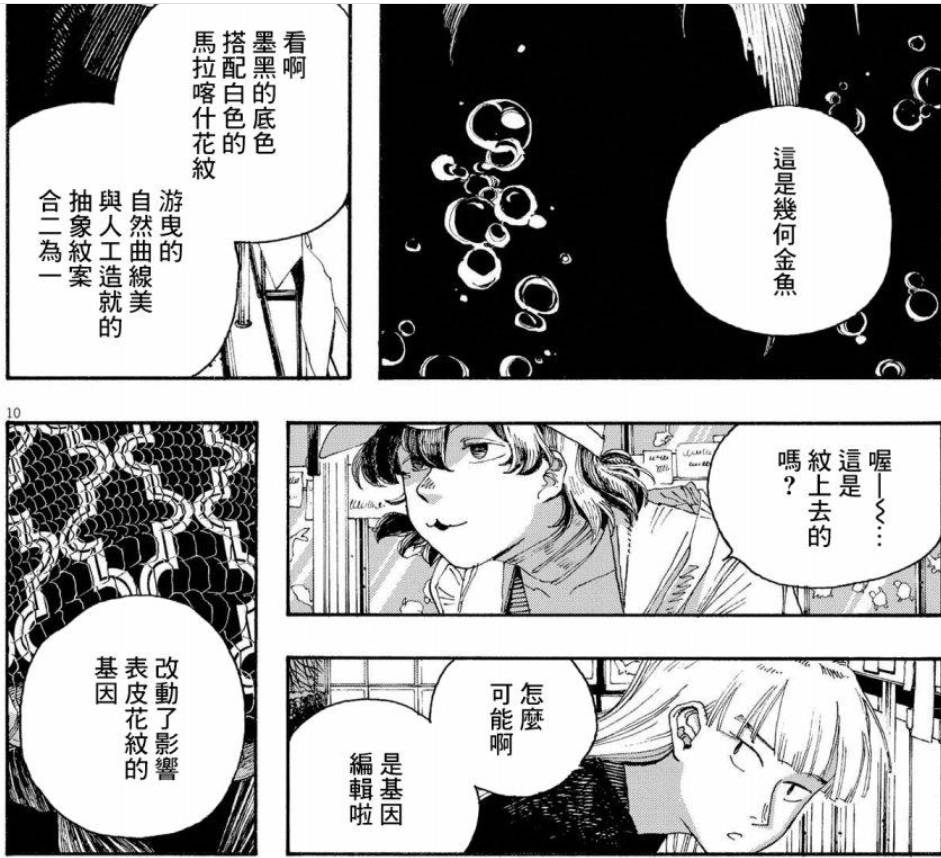 這是幾何金魚
看啊
墨黑的底色
搭配白色的
馬拉喀什花紋
游曳的
自然曲線美
與人工造就的
抽象紋案
合二為一
喔—~…
這是
紋上去的
嗎？
怎麼
可能啊
是基因
編輯啦
改動了影響
表皮花紋的
基因
10